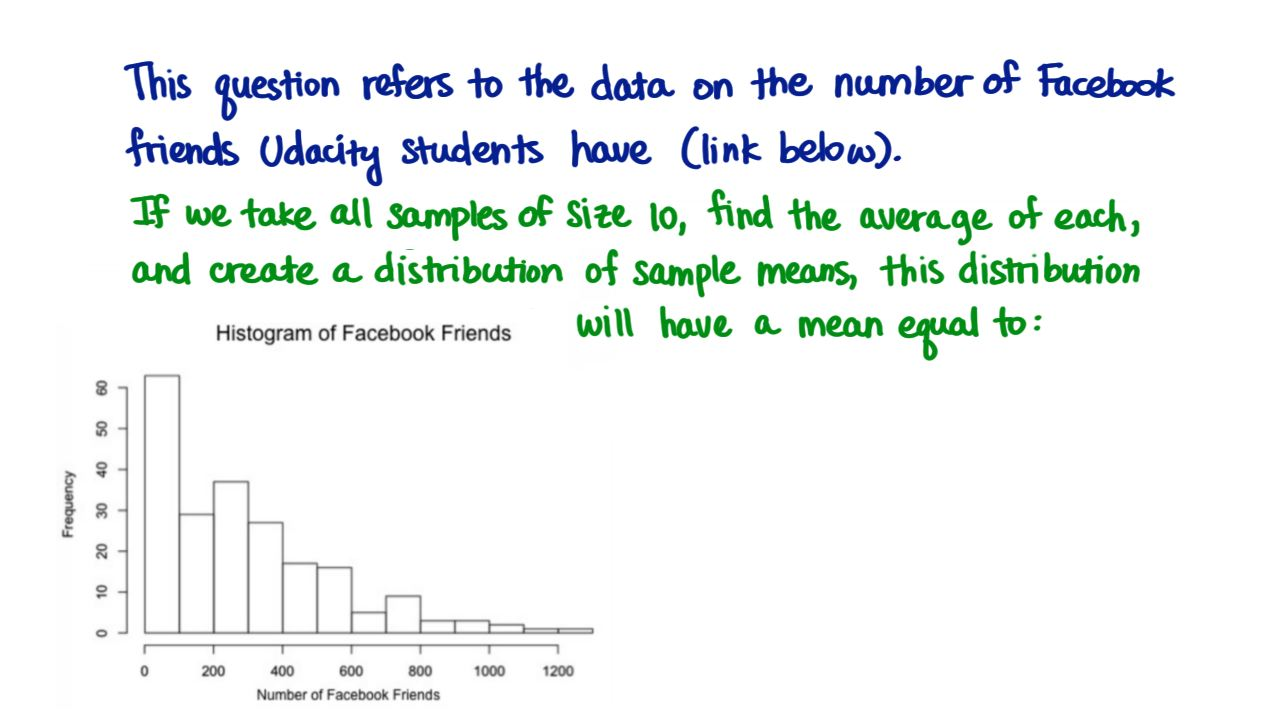 This question refers to the data on the number of Facebook
friends Udacity students have (link below).
If we take all samples of size 10, find the average of each,
and create a distribution of sample means, this distribution
will have a mean equal to:
Histogram of Facebook Friends
Frequency
60
50
40
30
20
10
0
0 200 400 600 800 1000 1200
Number of Facebook Friends